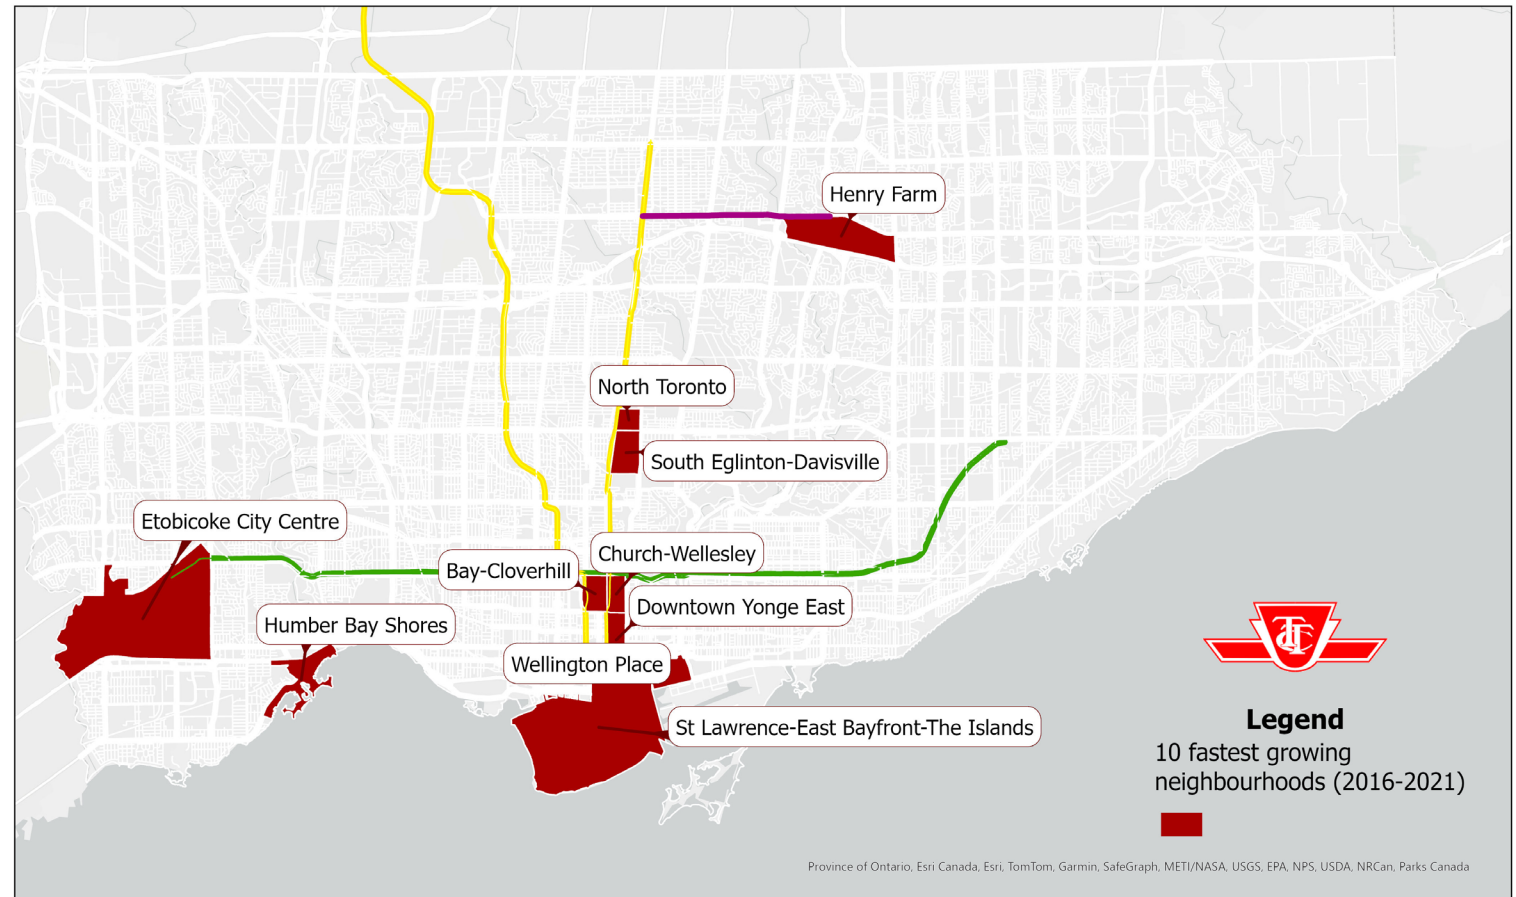 Henry Farm
North Toronto
South Eglinton-Davisville
Etobicoke City Centre
Church-Wellesley
Bay-Cloverhill
Downtown Yonge East
Humber Bay Shores
Wellington Place
St Lawrence-East Bayfront-The Islands
TTC
Legend
10 fastest growing
neighbourhoods (2016-2021)
Province of Ontario, Esri Canada, Esri, TomTom, Garmin, SafeGraph, METI/NASA, USGS, EPA, NPS, USDA, NRCan, Parks Canada